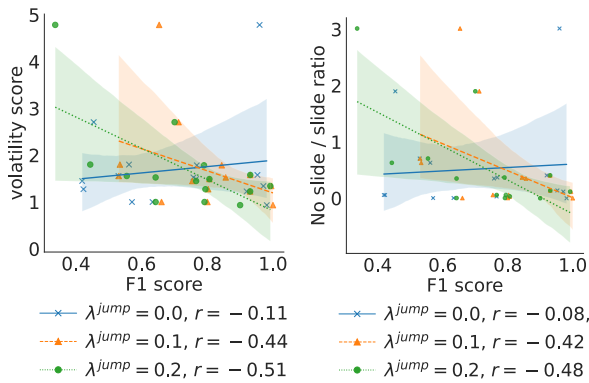 volatility score
5
4
3
2
1
0
0.4 0.6 0.8 1.0
F1 score
λ^jump = 0.0, r = −0.11
λ^jump = 0.1, r = −0.44
λ^jump = 0.2, r = −0.51
No slide / slide ratio
3
2
1
0
0.4 0.6 0.8 1.0
F1 score
λ^jump = 0.0, r = −0.08,
λ^jump = 0.1, r = −0.42
λ^jump = 0.2, r = −0.48